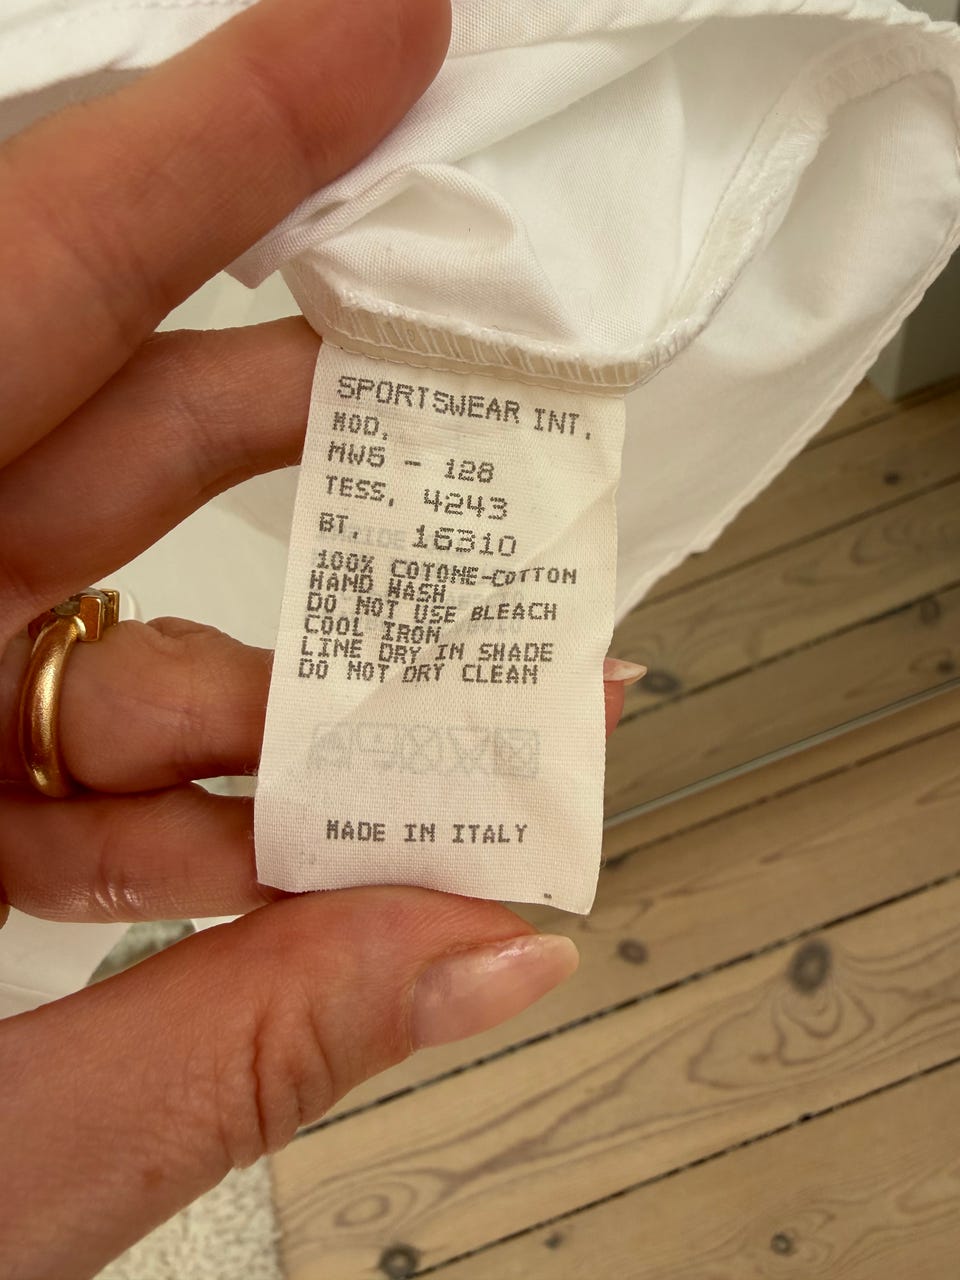 SPORTSWEAR INT.
MOD.
MW5 - 128
TESS. 4243
BT. 16310
100% COTONE-COTTON
HAND WASH
DO NOT USE BLEACH
COOL IRON
LINE DRY IN SHADE
DO NOT DRY CLEAN
MADE IN ITALY